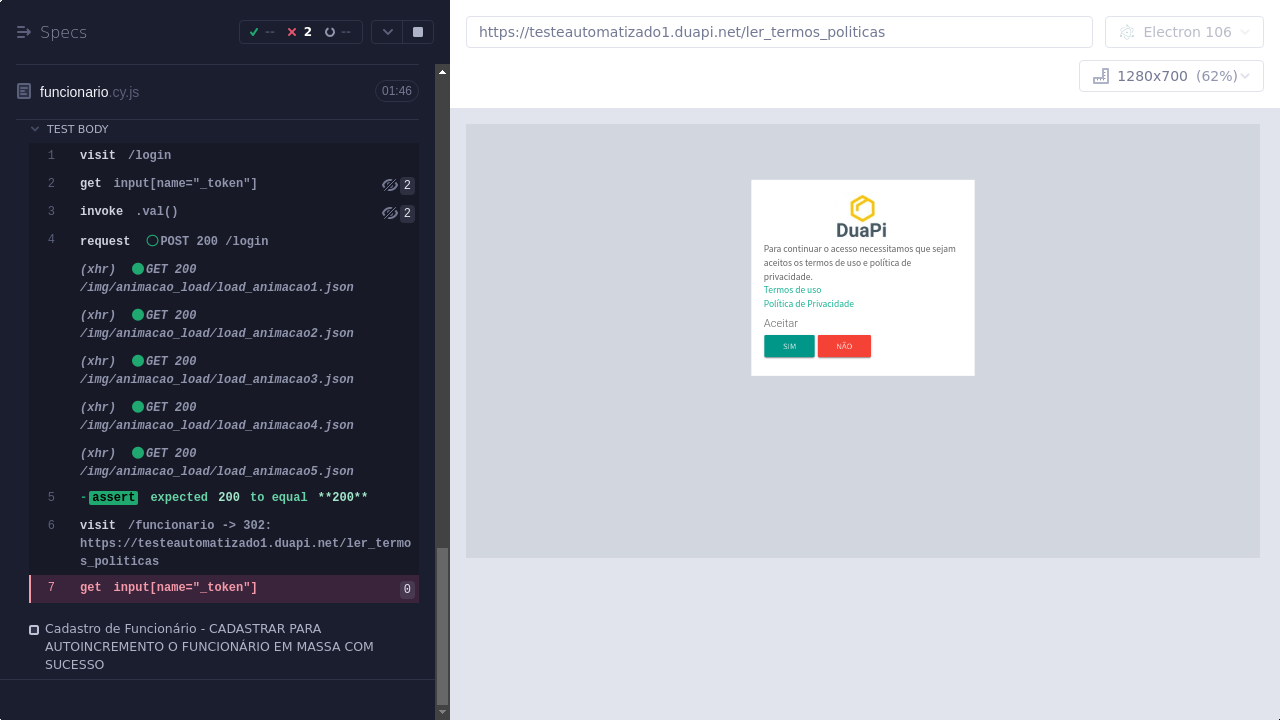 Specs
--
2
--
funcionario.cy.js
01:46
TEST BODY
1 visit /login
2 get input[name="_token"] 2
3 invoke .val() 2
4 request POST 200 /login
(xhr) GET 200
/img/animacao_load/load_animacao1.json
(xhr) GET 200
/img/animacao_load/load_animacao2.json
(xhr) GET 200
/img/animacao_load/load_animacao3.json
(xhr) GET 200
/img/animacao_load/load_animacao4.json
(xhr) GET 200
/img/animacao_load/load_animacao5.json
5 -assert expected 200 to equal **200**
6 visit /funcionario -> 302:
https://testeautomatizado1.duapi.net/ler_termo
s_politicas
7 get input[name="_token"] 0
Cadastro de Funcionário - CADASTRAR PARA
AUTOINCREMENTO O FUNCIONÁRIO EM MASSA COM
SUCESSO
https://testeautomatizado1.duapi.net/ler_termos_politicas
Electron 106
1280x700 (62%)
DuaPi
Para continuar o acesso necessitamos que sejam
aceitos os termos de uso e política de
privacidade.
Termos de uso
Política de Privacidade
Aceitar
SIM
NÃO